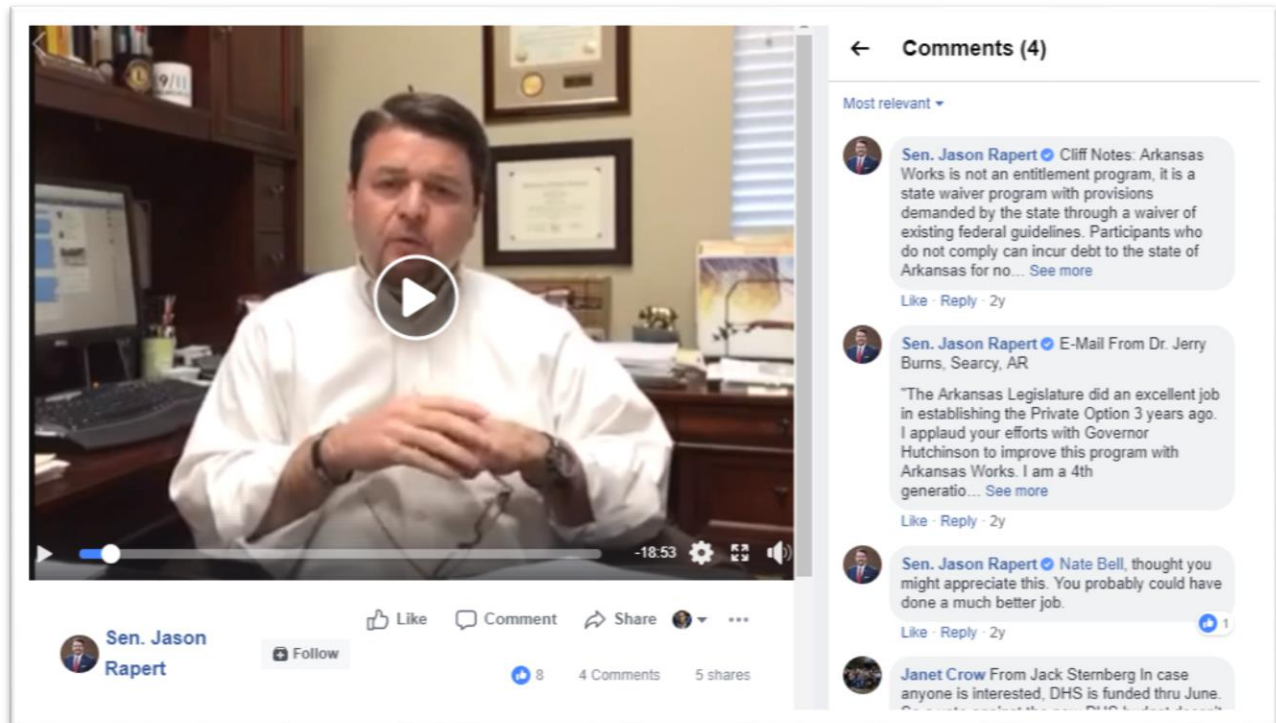 9/11
-18:53
Like Comment Share
Sen. Jason
Rapert
Follow
8 4 Comments 5 shares
Comments (4)
Most relevant
Sen. Jason Rapert Cliff Notes: Arkansas
Works is not an entitlement program, it is a
state waiver program with provisions
demanded by the state through a waiver of
existing federal guidelines. Participants who
do not comply can incur debt to the state of
Arkansas for no... See more
Like · Reply · 2y
Sen. Jason Rapert E-Mail From Dr. Jerry
Burns, Searcy, AR
"The Arkansas Legislature did an excellent job
in establishing the Private Option 3 years ago.
I applaud your efforts with Governor
Hutchinson to improve this program with
Arkansas Works. I am a 4th
generatio... See more
Like · Reply · 2y
Sen. Jason Rapert Nate Bell, thought you
might appreciate this. You probably could have
done a much better job.
Like · Reply · 2y
1
Janet Crow From Jack Sternberg In case
anyone is interested, DHS is funded thru June.